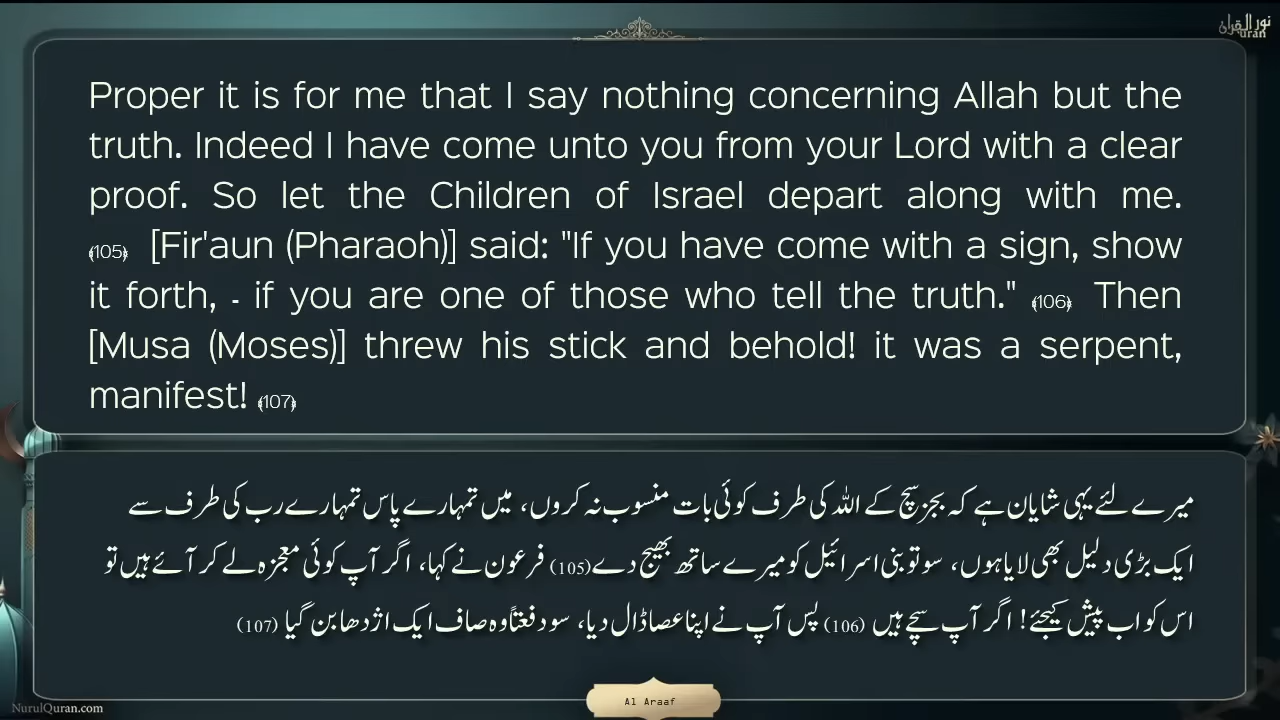 نور القرآن
Quran
Proper it is for me that I say nothing concerning Allah but the
truth. Indeed I have come unto you from your Lord with a clear
proof. So let the Children of Israel depart along with me.
﴾105﴿ [Fir'aun (Pharaoh)] said: "If you have come with a sign, show
it forth, - if you are one of those who tell the truth." ﴾106﴿ Then
[Musa (Moses)] threw his stick and behold! it was a serpent,
manifest! ﴾107﴿
میرے لئے یہی شایان ہے کہ بجز سچ کے اللہ کی طرف کوئی بات منسوب نہ کروں، میں تمہارے پاس تمہارے رب کی طرف سے
ایک بڑی دلیل بھی لایا ہوں، سو تو بنی اسرائیل کو میرے ساتھ بھیج دے (105) فرعون نے کہا، اگر آپ کوئی معجزہ لے کر آئے ہیں تو
اس کو اب پیش کیجئے! اگر آپ سچے ہیں (106) پس آپ نے اپنا عصا ڈال دیا، سو دفعتاً وہ صاف ایک اژدھا بن گیا (107)
Al Araaf
NurulQuran.com